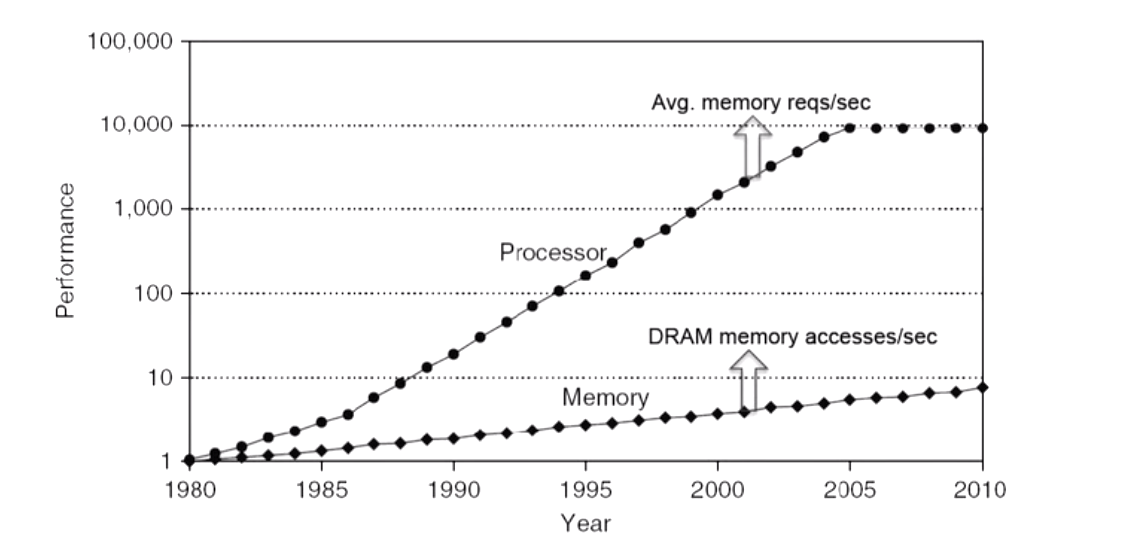 100,000
Avg. memory reqs/sec
10,000
1,000
Processor
100
DRAM memory accesses/sec
10
Memory
1
Performance
1980 1985 1990 1995 2000 2005 2010
Year